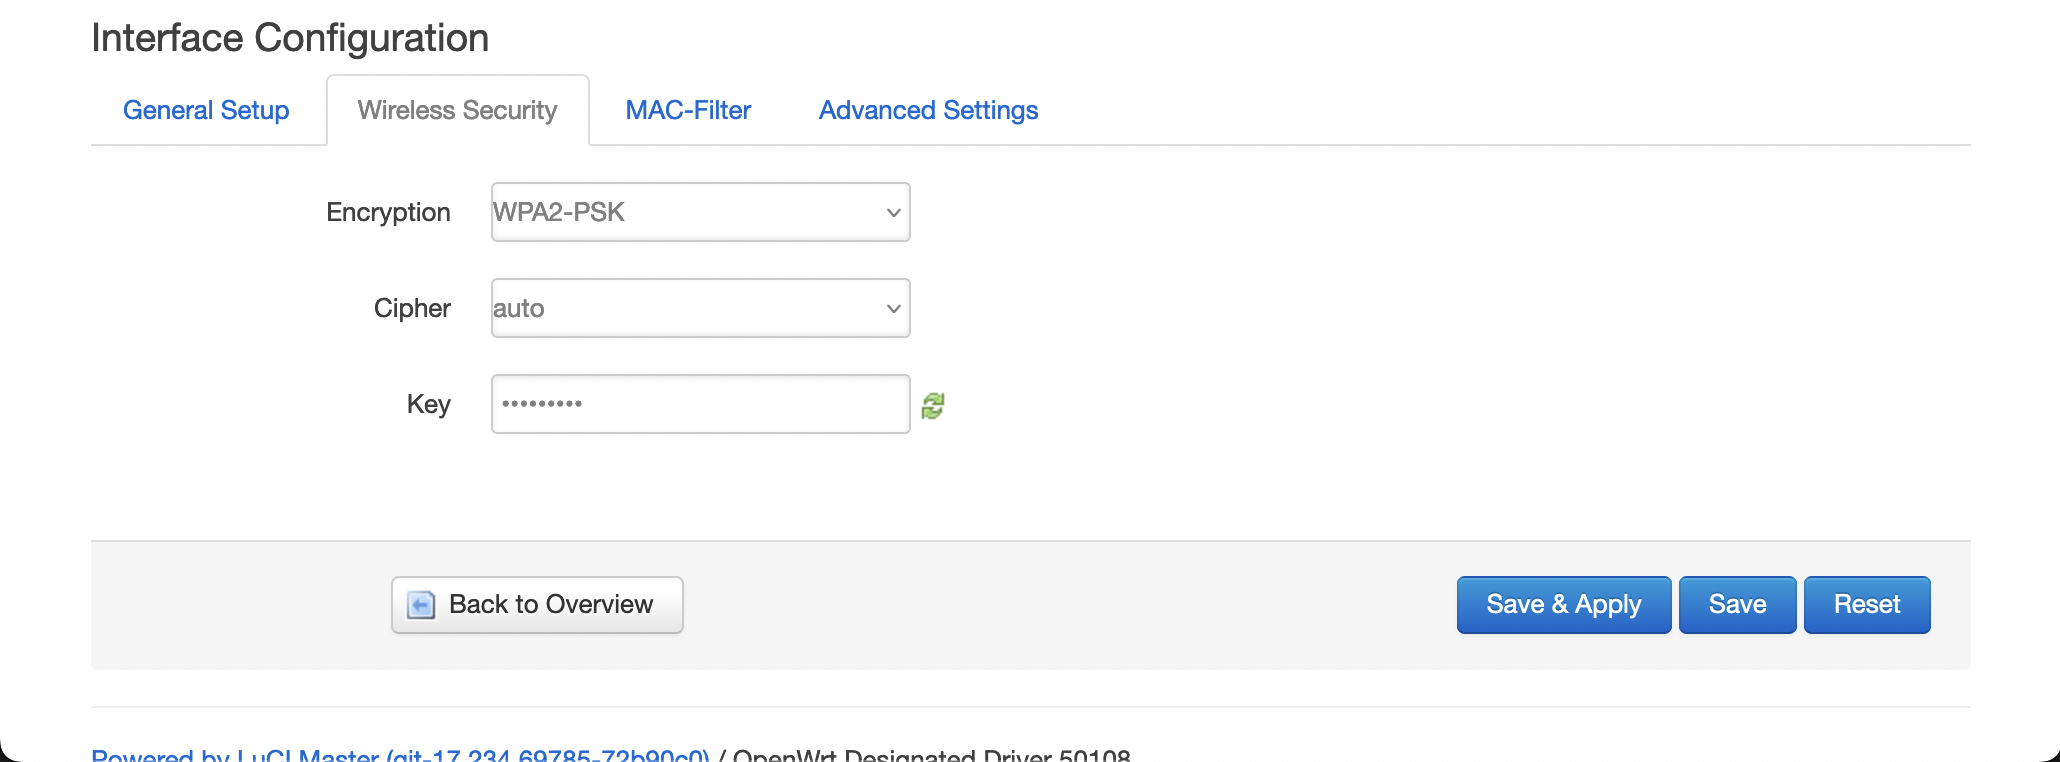 Interface Configuration
General Setup Wireless Security MAC-Filter Advanced Settings
Encryption WPA2-PSK
Cipher auto
Key •••••••••
Back to Overview Save & Apply Save Reset
Powered by LuCI Master (git-17.234.69785-72b90c0) / OpenWrt Designated Driver 50108